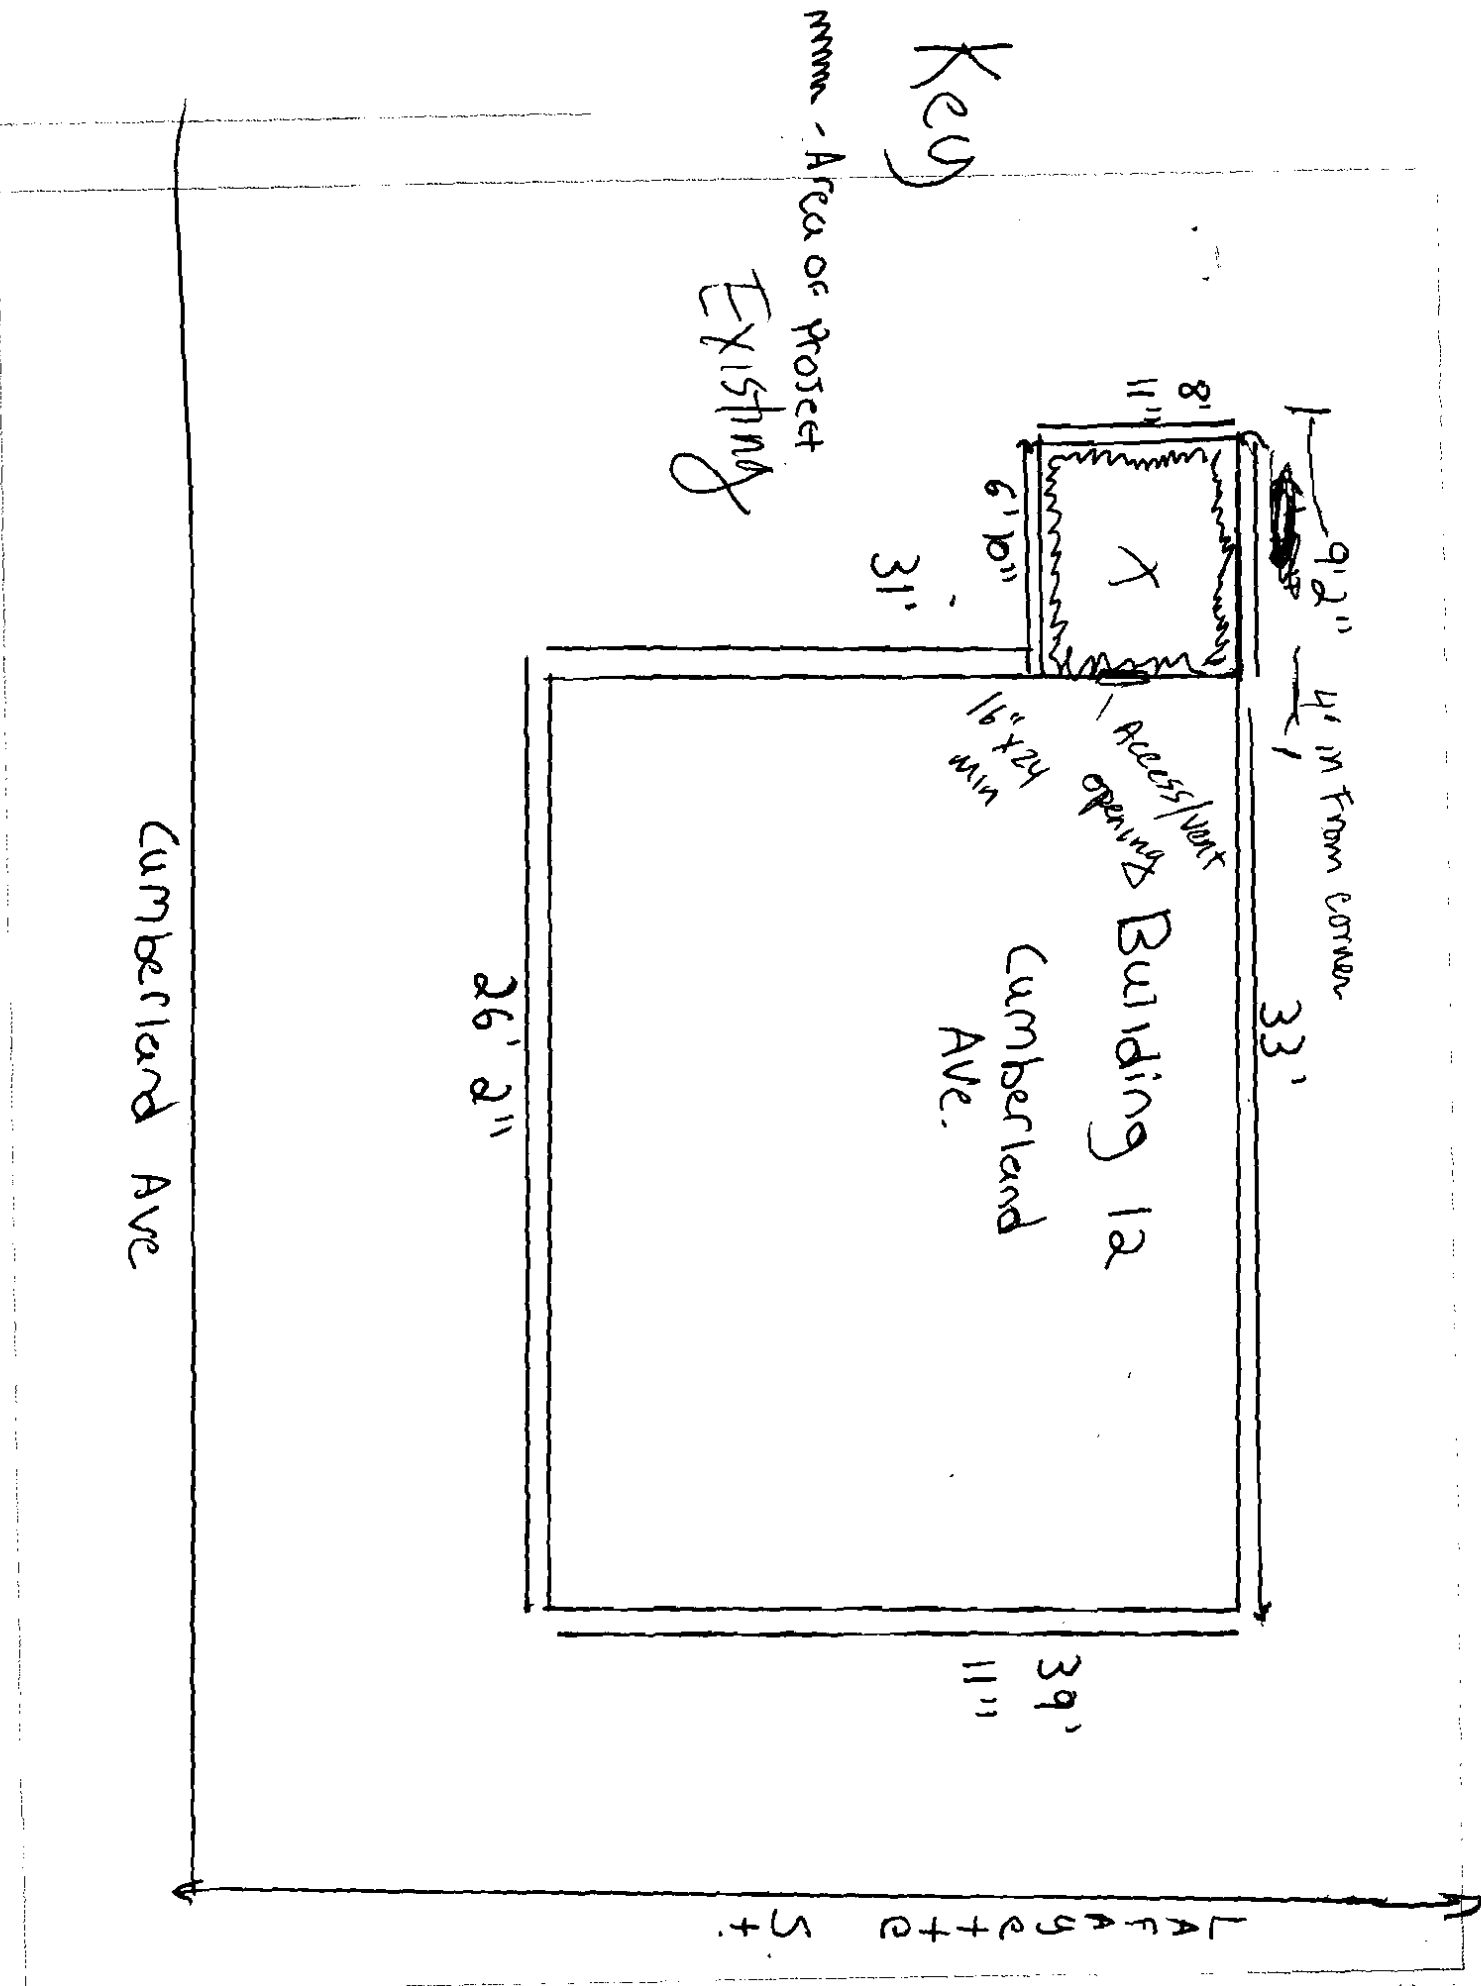 9'2"
4' in From corner
33'
8'
11"
X
Access/vent
opening
16" x 24
min
6' 10"
31'
Building 12
Cumberland
Ave.
39'
11"
26' 2"
Key
- Area of Project
Existing
Cumberland Ave
Lafayette St.